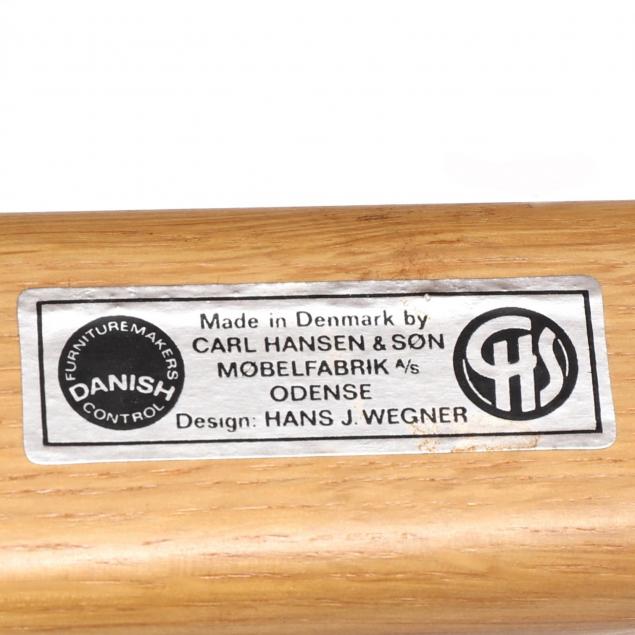 FURNITUREMAKERS
DANISH
CONTROL
Made in Denmark by
CARL HANSEN & SØN
MØBELFABRIK A/s
ODENSE
Design: HANS J. WEGNER
CHS